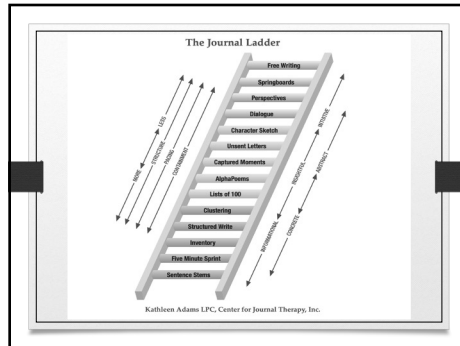 The Journal Ladder
Free Writing
Springboards
Perspectives
Dialogue
Character Sketch
Unsent Letters
Captured Moments
AlphaPoems
Lists of 100
Clustering
Structured Write
Inventory
Five Minute Sprint
Sentence Stems
MORE
LESS
STRUCTURE
PACING
CONTAINMENT
INFORMATIONAL
INSIGHTFUL
INTUITIVE
CONCRETE
ABSTRACT
Kathleen Adams LPC, Center for Journal Therapy, Inc.